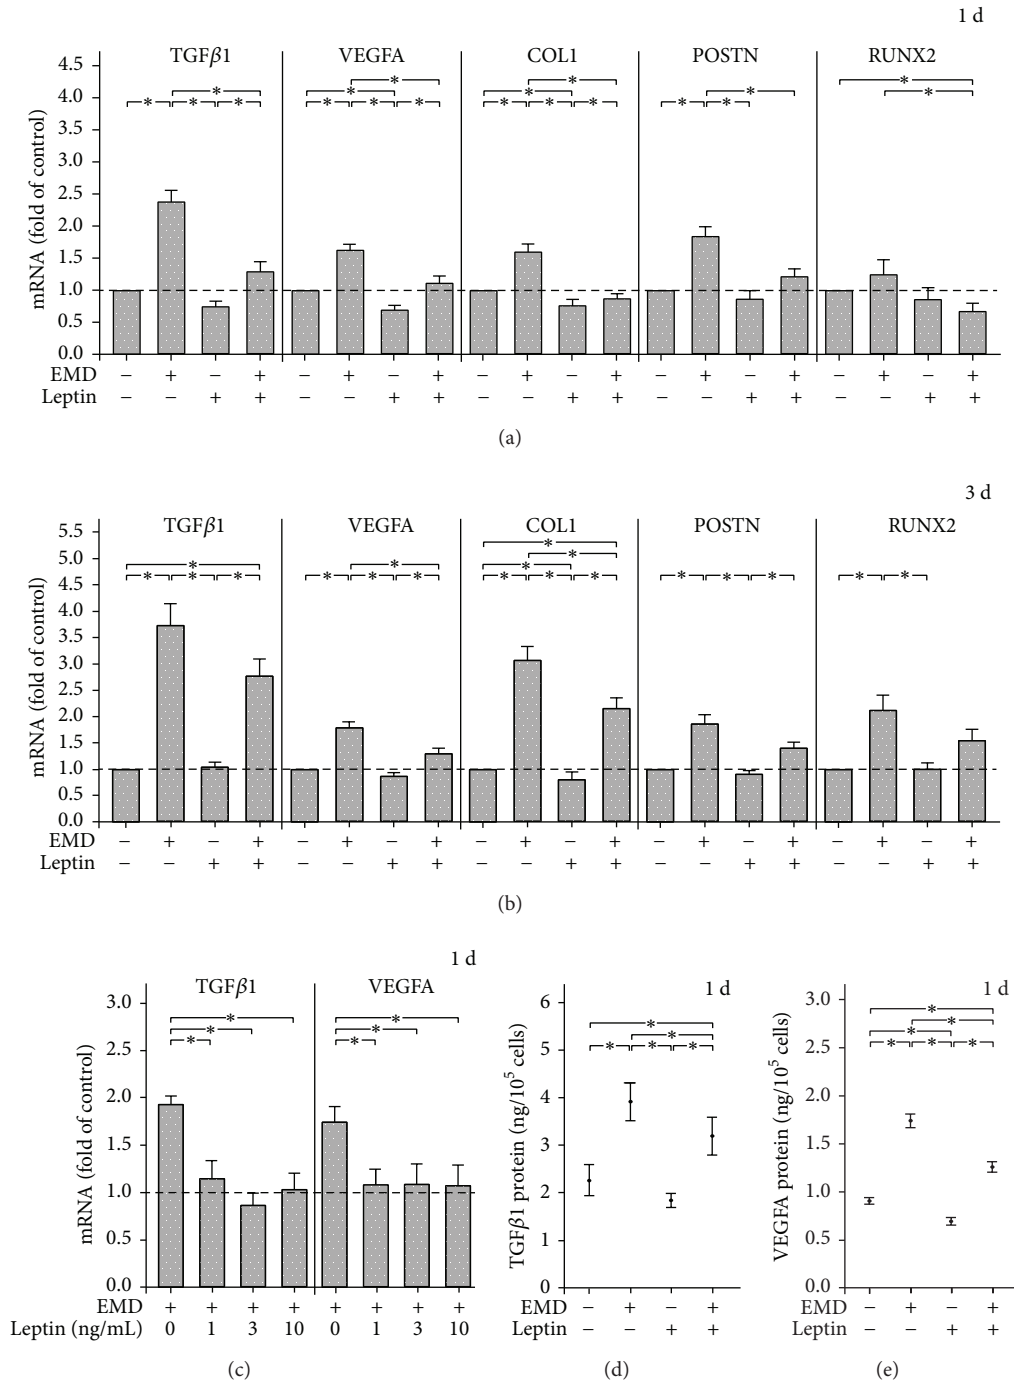 1 d
TGFβ1 VEGFA COL1 POSTN RUNX2
mRNA (fold of control)
4.5
4.0
3.5
3.0
2.5
2.0
1.5
1.0
0.5
0.0
* * * * * * * * * * * * * * * * * * * *
EMD − + − + − + − + − + − + − + − + − + − +
Leptin − − + + − − + + − − + + − − + + − − + +
(a)
3 d
TGFβ1 VEGFA COL1 POSTN RUNX2
mRNA (fold of control)
5.5
5.0
4.5
4.0
3.5
3.0
2.5
2.0
1.5
1.0
0.5
0.0
* * * * * * * * * * * * * * * * * * *
EMD − + − + − + − + − + − + − + − + − + − +
Leptin − − + + − − + + − − + + − − + + − − + +
(b)
1 d
TGFβ1 VEGFA
mRNA (fold of control)
3.0
2.5
2.0
1.5
1.0
0.5
0.0
* * * * * *
EMD + + + + + + + +
Leptin (ng/mL) 0 1 3 10 0 1 3 10
(c)
1 d
TGFβ1 protein (ng/10⁵ cells)
6
5
4
3
2
1
0
* * * * *
EMD − + − +
Leptin − − + +
(d)
1 d
VEGFA protein (ng/10⁵ cells)
3.0
2.5
2.0
1.5
1.0
0.5
0.0
* * * * * *
EMD − + − +
Leptin − − + +
(e)